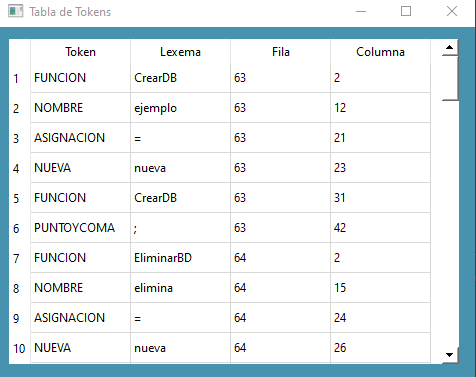 Tabla de Tokens
Token Lexema Fila Columna
1 FUNCION CrearDB 63 2
2 NOMBRE ejemplo 63 12
3 ASIGNACION = 63 21
4 NUEVA nueva 63 23
5 FUNCION CrearDB 63 31
6 PUNTOYCOMA ; 63 42
7 FUNCION EliminarBD 64 2
8 NOMBRE elimina 64 15
9 ASIGNACION = 64 24
10 NUEVA nueva 64 26